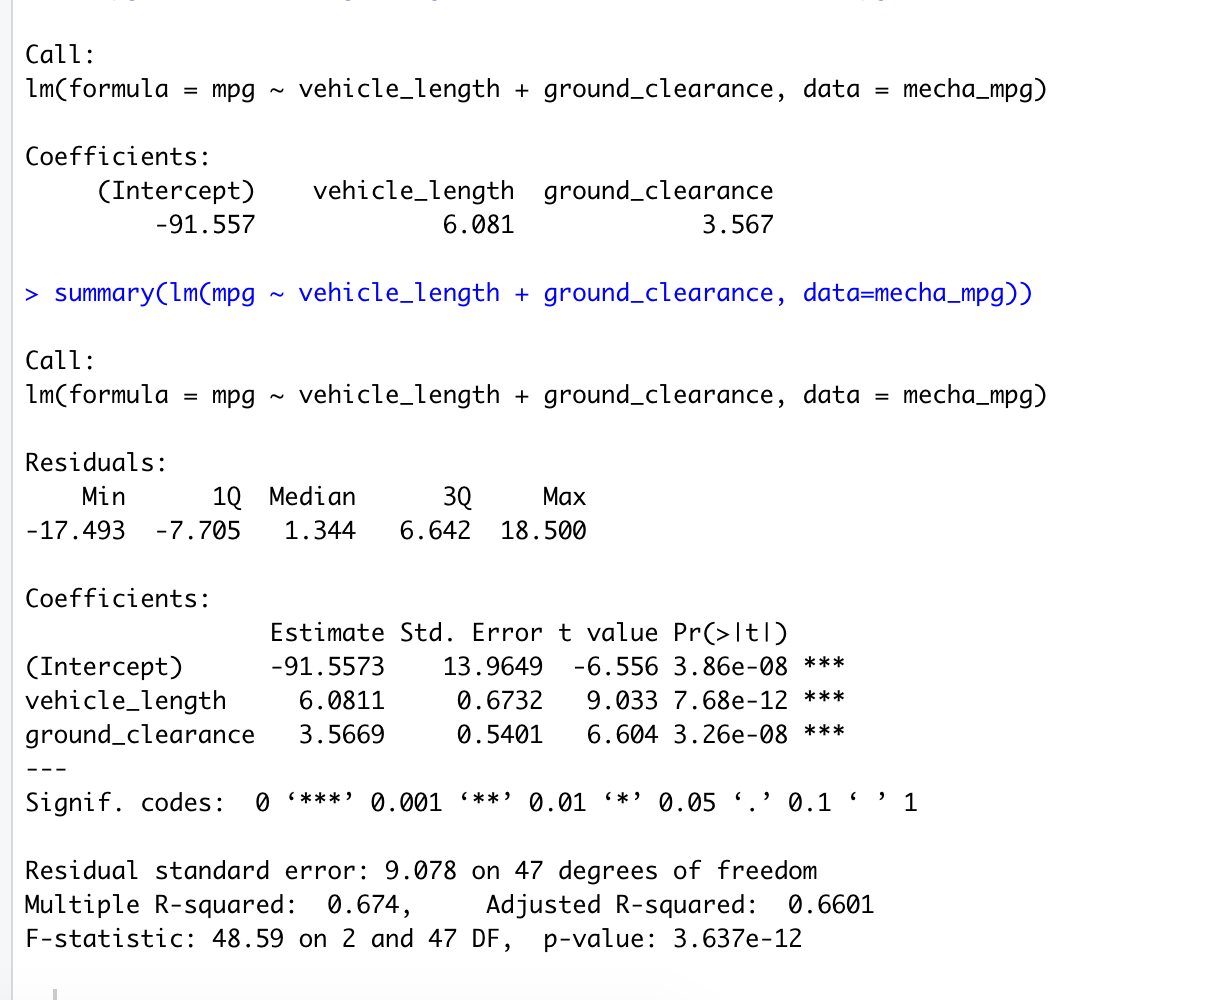 Call:
lm(formula = mpg ~ vehicle_length + ground_clearance, data = mecha_mpg)
Coefficients:
(Intercept) vehicle_length ground_clearance
-91.557 6.081 3.567
> summary(lm(mpg ~ vehicle_length + ground_clearance, data=mecha_mpg))
Call:
lm(formula = mpg ~ vehicle_length + ground_clearance, data = mecha_mpg)
Residuals:
Min 1Q Median 3Q Max
-17.493 -7.705 1.344 6.642 18.500
Coefficients:
Estimate Std. Error t value Pr(>|t|)
(Intercept) -91.5573 13.9649 -6.556 3.86e-08 ***
vehicle_length 6.0811 0.6732 9.033 7.68e-12 ***
ground_clearance 3.5669 0.5401 6.604 3.26e-08 ***
---
Signif. codes: 0 ‘***’ 0.001 ‘**’ 0.01 ‘*’ 0.05 ‘.’ 0.1 ‘ ’ 1
Residual standard error: 9.078 on 47 degrees of freedom
Multiple R-squared: 0.674, Adjusted R-squared: 0.6601
F-statistic: 48.59 on 2 and 47 DF, p-value: 3.637e-12